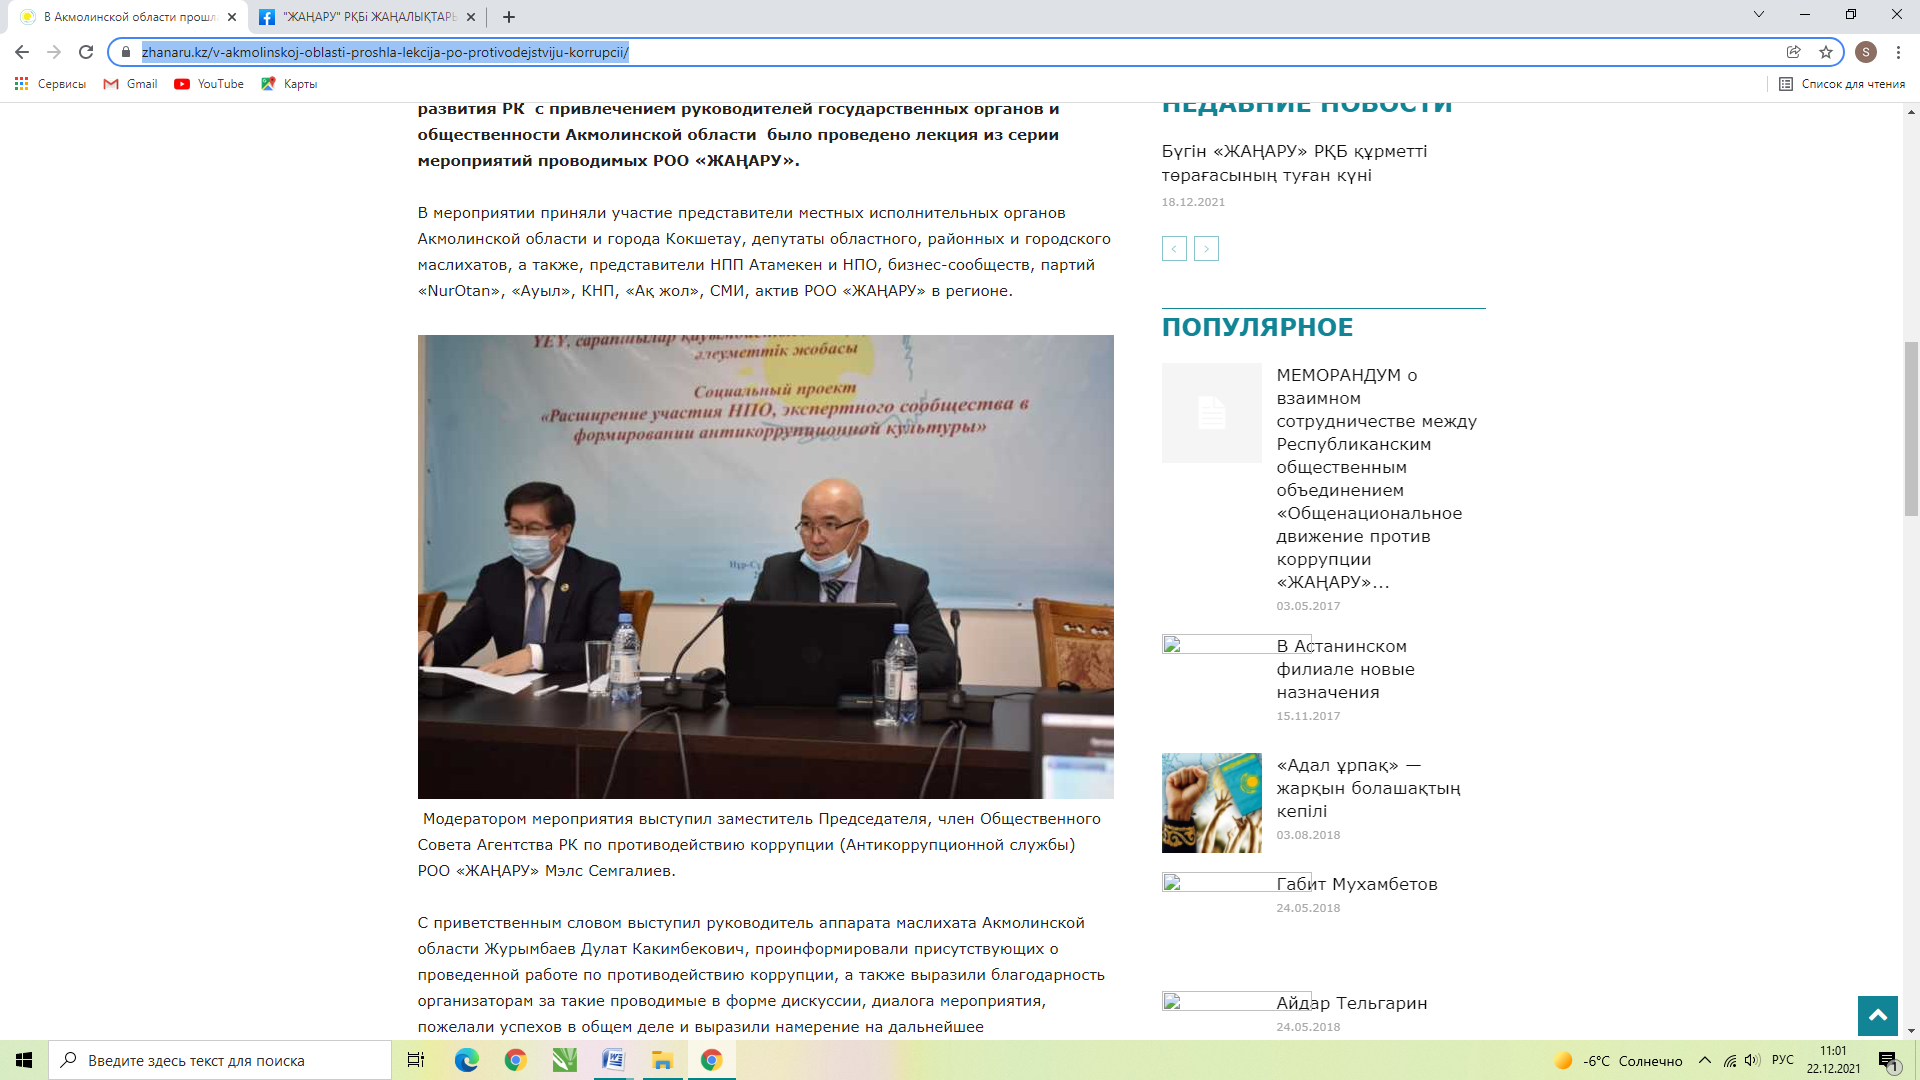 В Акмолинской области прошл
"ЖАҢАРУ" РҚБі ЖАҢАЛЫҚТАРЫ
zhanaru.kz/v-akmolinskoj-oblasti-proshla-lekcija-po-protivodejstviju-korrupcii/
S
Сервисы
Gmail
YouTube
Карты
Список для чтения
развития РК с привлечением руководителей государственных органов и
общественности Акмолинской области было проведено лекция из серии
мероприятий проводимых РОО «ЖАҢАРУ».
В мероприятии приняли участие представители местных исполнительных органов
Акмолинской области и города Кокшетау, депутаты областного, районных и городского
маслихатов, а также, представители НПП Атамекен и НПО, бизнес-сообществ, партий
«NurOtan», «Ауыл», КНП, «Ақ жол», СМИ, актив РОО «ЖАҢАРУ» в регионе.
ҮЕҰ, сарапшылар
әлеуметтік жобасы
Социальный проект
«Расширение участия НПО, экспертного сообщества в
формировании антикоррупционной культуры»
Модератором мероприятия выступил заместитель Председателя, член Общественного
Совета Агентства РК по противодействию коррупции (Антикоррупционной службы)
РОО «ЖАҢАРУ» Мэлс Семгалиев.
С приветственным словом выступил руководитель аппарата маслихата Акмолинской
области Журымбаев Дулат Какимбекович, проинформировали присутствующих о
проведенной работе по противодействию коррупции, а также выразили благодарность
организаторам за такие проводимые в форме дискуссии, диалога мероприятия,
пожелали успехов в общем деле и выразили намерение на дальнейшее
НЕДАВНИЕ НОВОСТИ
Бүгін «ЖАҢАРУ» РҚБ құрметті
төрағасының туған күні
18.12.2021
ПОПУЛЯРНОЕ
МЕМОРАНДУМ о
взаимном
сотрудничестве между
Республиканским
общественным
объединением
«Общенациональное
движение против
коррупции
«ЖАҢАРУ»...
03.05.2017
В Астанинском
филиале новые
назначения
15.11.2017
«Адал ұрпақ» —
жарқын болашақтың
кепілі
03.08.2018
Габит Мухамбетов
24.05.2018
Айдар Тельгарин
24.05.2018
Введите здесь текст для поиска
-6°C Солнечно
РУС
11:01
22.12.2021
1